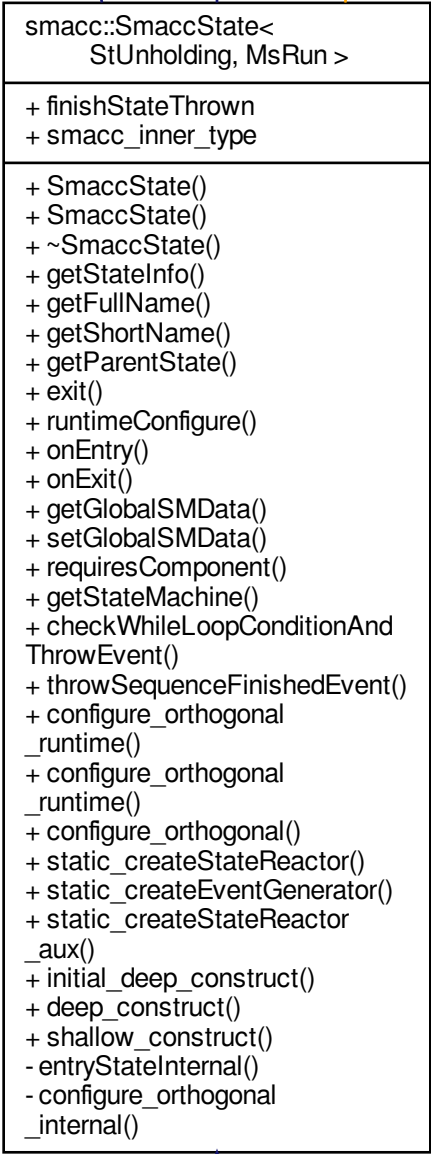 smacc::SmaccState<
StUnholding, MsRun >
+ finishStateThrown
+ smacc_inner_type
+ SmaccState()
+ SmaccState()
+ ~SmaccState()
+ getStateInfo()
+ getFullName()
+ getShortName()
+ getParentState()
+ exit()
+ runtimeConfigure()
+ onEntry()
+ onExit()
+ getGlobalSMData()
+ setGlobalSMData()
+ requiresComponent()
+ getStateMachine()
+ checkWhileLoopConditionAnd
ThrowEvent()
+ throwSequenceFinishedEvent()
+ configure_orthogonal
_runtime()
+ configure_orthogonal
_runtime()
+ configure_orthogonal()
+ static_createStateReactor()
+ static_createEventGenerator()
+ static_createStateReactor
_aux()
+ initial_deep_construct()
+ deep_construct()
+ shallow_construct()
- entryStateInternal()
- configure_orthogonal
_internal()